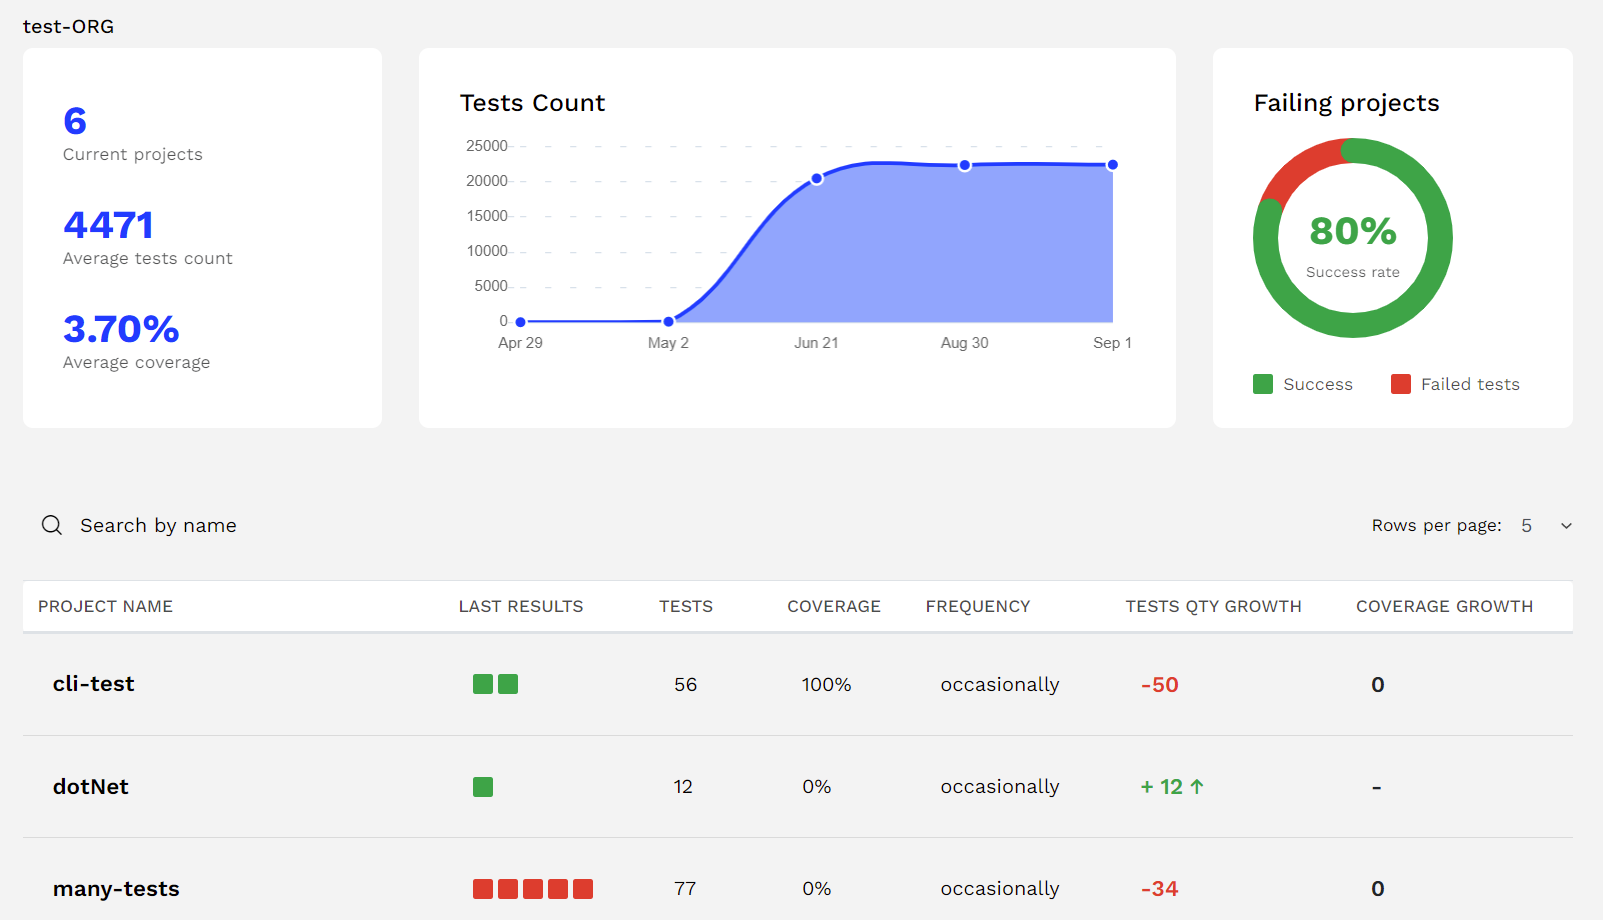 test-ORG
6
Current projects
4471
Average tests count
3.70%
Average coverage
Tests Count
25000
20000
15000
10000
5000
0
Apr 29 May 2 Jun 21 Aug 30 Sep 1
Failing projects
80%
Success rate
Success Failed tests
Search by name
Rows per page: 5
PROJECT NAME LAST RESULTS TESTS COVERAGE FREQUENCY TESTS QTY GROWTH COVERAGE GROWTH
cli-test 56 100% occasionally -50 0
dotNet 12 0% occasionally + 12 ↑ -
many-tests 77 0% occasionally -34 0